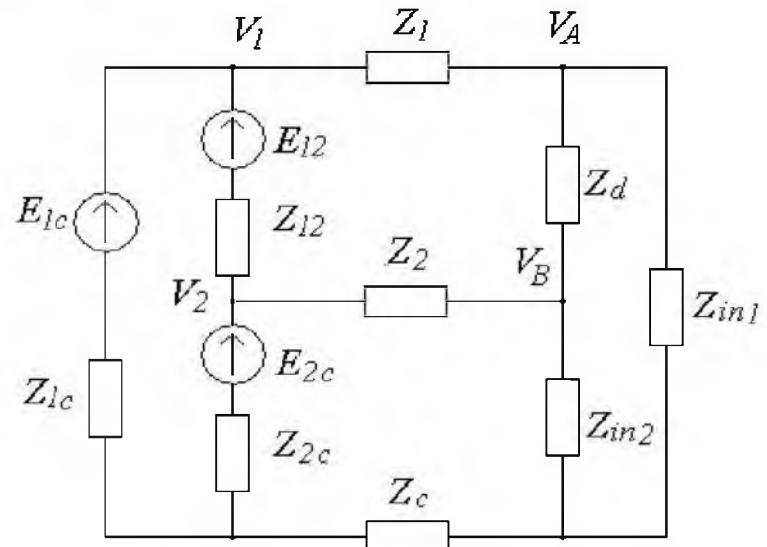 V1 Z1 VA
E12
Zd
E1c Z12
Z2 VB
V2 Zin1
E2c
Z1c
Zin2
Z2c
Zc